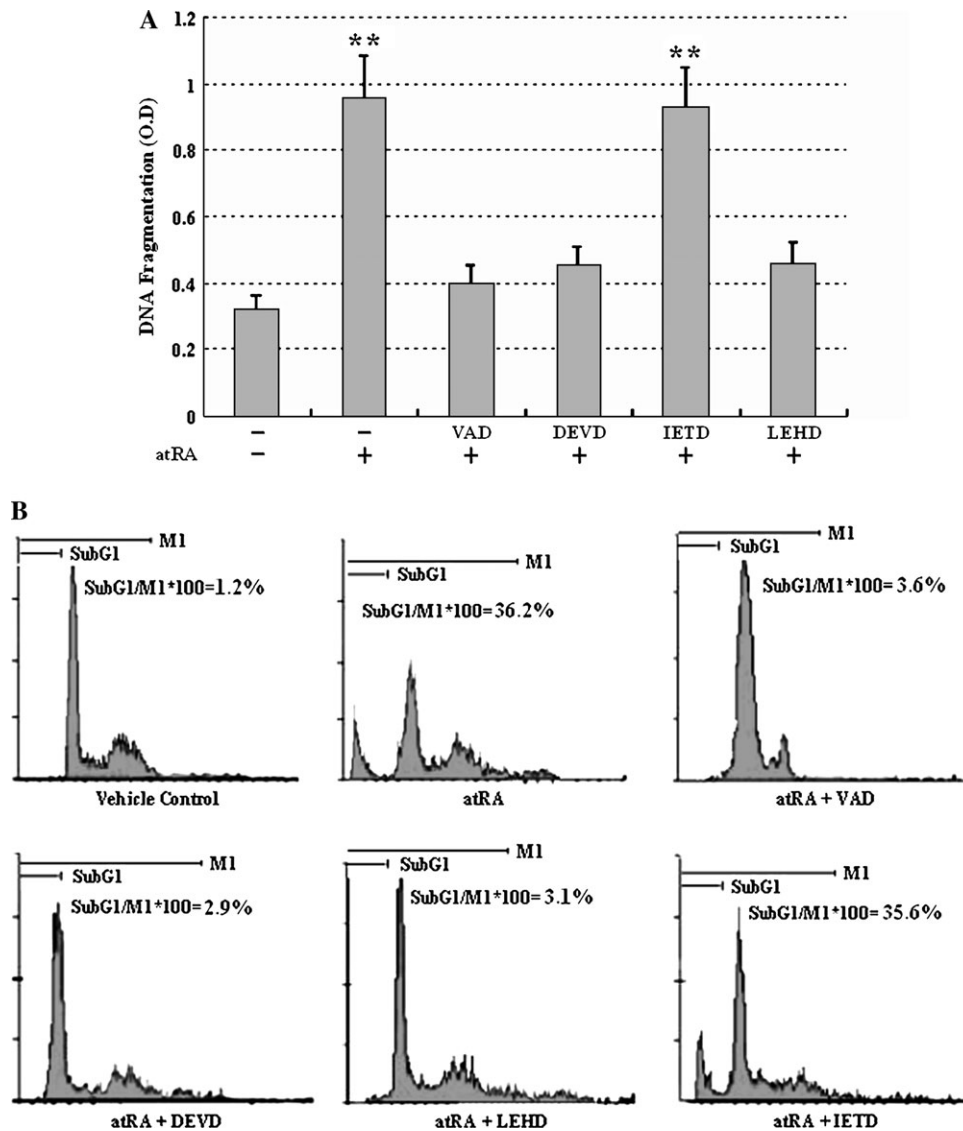 A
DNA Fragmentation (O.D)
1.2
1
0.8
0.6
0.4
0.2
0
** **
– – VAD DEVD IETD LEHD
atRA – + + + + +
B
M1
SubG1
SubG1/M1*100=1.2%
Vehicle Control
M1
SubG1
SubG1/M1*100=36.2%
atRA
M1
SubG1
SubG1/M1*100= 3.6%
atRA + VAD
M1
SubG1
SubG1/M1*100=2.9%
atRA + DEVD
M1
SubG1
SubG1/M1*100= 3.1%
atRA + LEHD
M1
SubG1
SubG1/M1*100= 35.6%
atRA + IETD